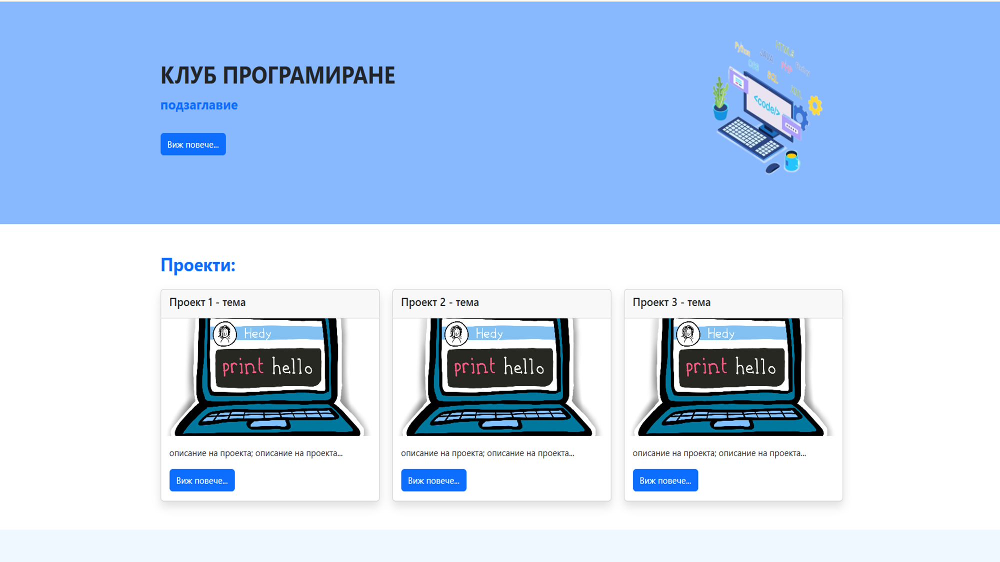 КЛУБ ПРОГРАМИРАНЕ
подзаглавие
Виж повече...
Python
HTML5
JAVA
CSS
PHP
Ruby
SQL
XML
<code/>
Проекти:
Проект 1 - тема
Hedy
print hello
описание на проекта; описание на проекта...
Виж повече...
Проект 2 - тема
Hedy
print hello
описание на проекта; описание на проекта...
Виж повече...
Проект 3 - тема
Hedy
print hello
описание на проекта; описание на проекта...
Виж повече...